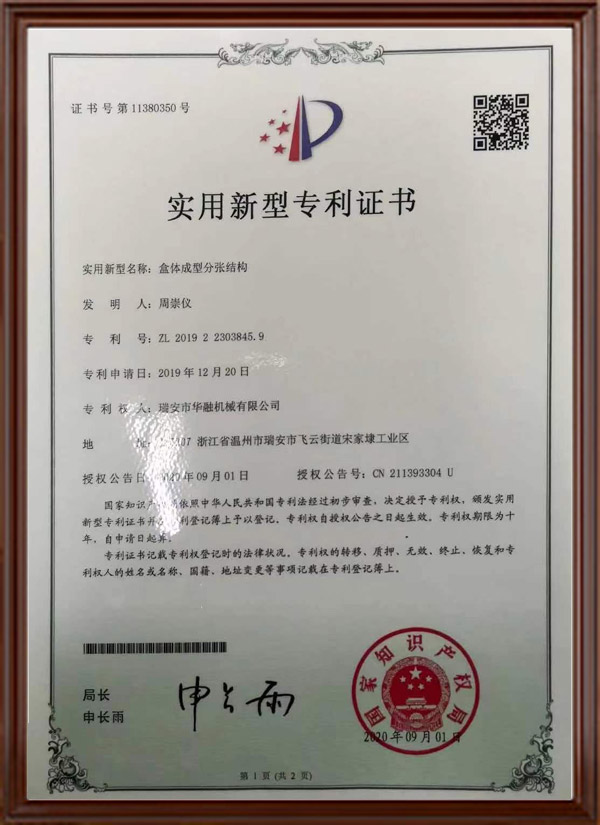 证书号第11380350号
实用新型专利证书
实用新型名称：盒体成型分张结构
发明人：周崇仪
专利号：ZL 2019 2 2303845.9
专利申请日：2019年12月20日
专利权人：瑞安市华融机械有限公司
地 浙江省温州市瑞安市飞云街道宋家埭工业区
授权公告日 20年09月01日 授权公告号：CN 211393304 U
国家知识产 依照中华人民共和国专利法经过初步审查，决定授予专利权，颁发实用
新型专利证书并 专利登记簿上予以登记。专利权自授权公告之日起生效。专利权期限为十
年，自申请日起算。
专利证书记载专利权登记时的法律状况。专利权的转移、质押、无效、终止、恢复和专
利权人的姓名或名称、国籍、地址变更等事项记载在专利登记簿上。
局长
申长雨
申长雨
国家知识产权局
2020年09月01日
第1页(共2页)